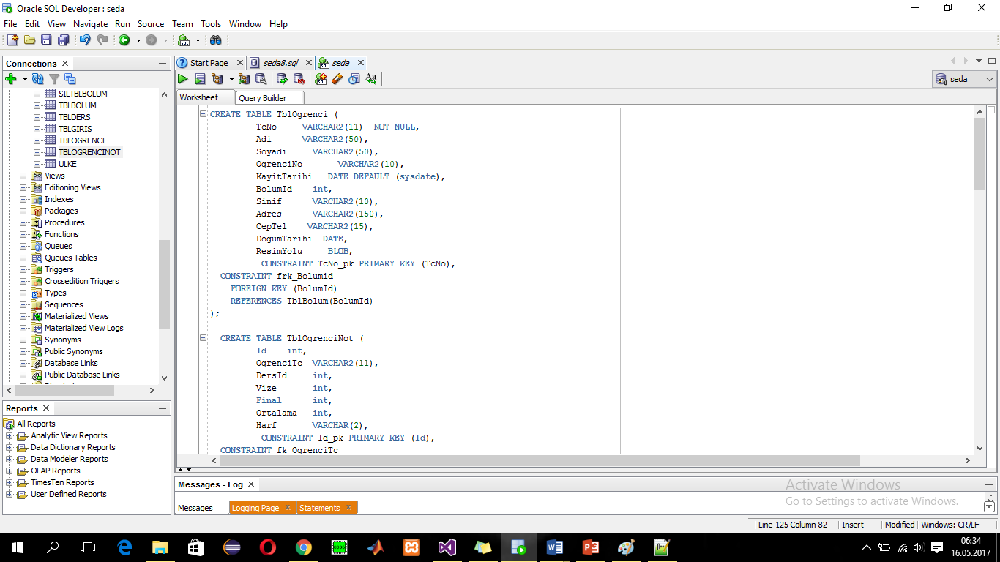 Oracle SQL Developer : seda
File Edit View Navigate Run Source Team Tools Window Help
Connections
SILTBLBOLUM
TBLBOLUM
TBLDERS
TBLGIRIS
TBLOGRENCI
TBLOGRENCINOT
ULKE
Views
Editioning Views
Indexes
Packages
Procedures
Functions
Queues
Queues Tables
Triggers
Crossedition Triggers
Types
Sequences
Materialized Views
Materialized View Logs
Synonyms
Public Synonyms
Database Links
Public Database Links
Reports
All Reports
Analytic View Reports
Data Dictionary Reports
Data Modeler Reports
OLAP Reports
TimesTen Reports
User Defined Reports
Start Page seda8.sql seda
seda
Worksheet Query Builder
CREATE TABLE TblOgrenci (
TcNo VARCHAR2(11) NOT NULL,
Adi VARCHAR2(50),
Soyadi VARCHAR2(50),
OgrenciNo VARCHAR2(10),
KayitTarihi DATE DEFAULT (sysdate),
BolumId int,
Sinif VARCHAR2(10),
Adres VARCHAR2(150),
CepTel VARCHAR2(15),
DogumTarihi DATE,
ResimYolu BLOB,
CONSTRAINT TcNo_pk PRIMARY KEY (TcNo),
CONSTRAINT frk_Bolumid
FOREIGN KEY (BolumId)
REFERENCES TblBolum(BolumId)
);
CREATE TABLE TblOgrenciNot (
Id int,
OgrenciTc VARCHAR2(11),
DersId int,
Vize int,
Final int,
Ortalama int,
Harf VARCHAR(2),
CONSTRAINT Id_pk PRIMARY KEY (Id),
CONSTRAINT fk_OgrenciTc
Messages - Log
Messages Logging Page Statements
Activate Windows
Go to Settings to activate Windows.
Line 125 Column 82 Insert Modified Windows: CR/LF
06:34
16.05.2017